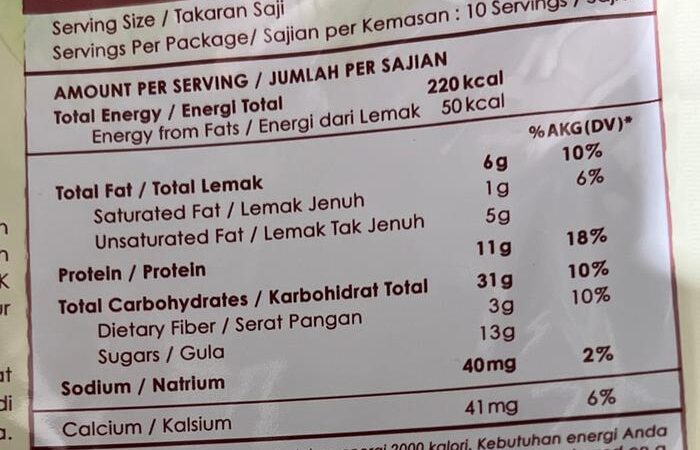 Serving Size / Takaran Saji
Servings Per Package/ Sajian per Kemasan : 10 Servings /
AMOUNT PER SERVING / JUMLAH PER SAJIAN
Total Energy / Energi Total 220 kcal
Energy from Fats / Energi dari Lemak 50 kcal
%AKG(DV)*
Total Fat / Total Lemak 6g 10%
Saturated Fat / Lemak Jenuh 1g 6%
Unsaturated Fat / Lemak Tak Jenuh 5g
Protein / Protein 11g 18%
Total Carbohydrates / Karbohidrat Total 31g 10%
Dietary Fiber / Serat Pangan 3g 10%
Sugars / Gula 13g
Sodium / Natrium 40mg 2%
Calcium / Kalsium 41mg 6%
2000 kalori. Kebutuhan energi Anda